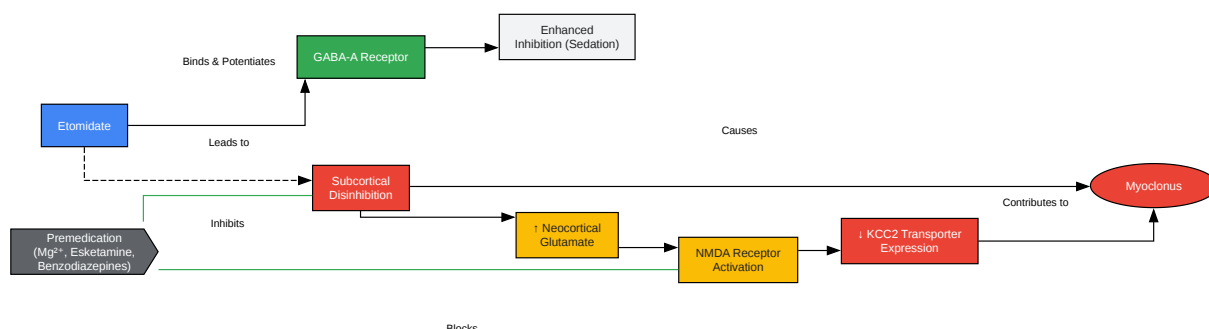 Enhanced
Inhibition (Sedation)
GABA-A Receptor
Binds & Potentiates
Etomidate
Causes
Leads to
Subcortical
Disinhibition
Myoclonus
Contributes to
Inhibits
↑ Neocortical
Glutamate
↓ KCC2 Transporter
Expression
Premedication
(Mg²⁺, Esketamine,
Benzodiazepines)
NMDA Receptor
Activation
Blocks